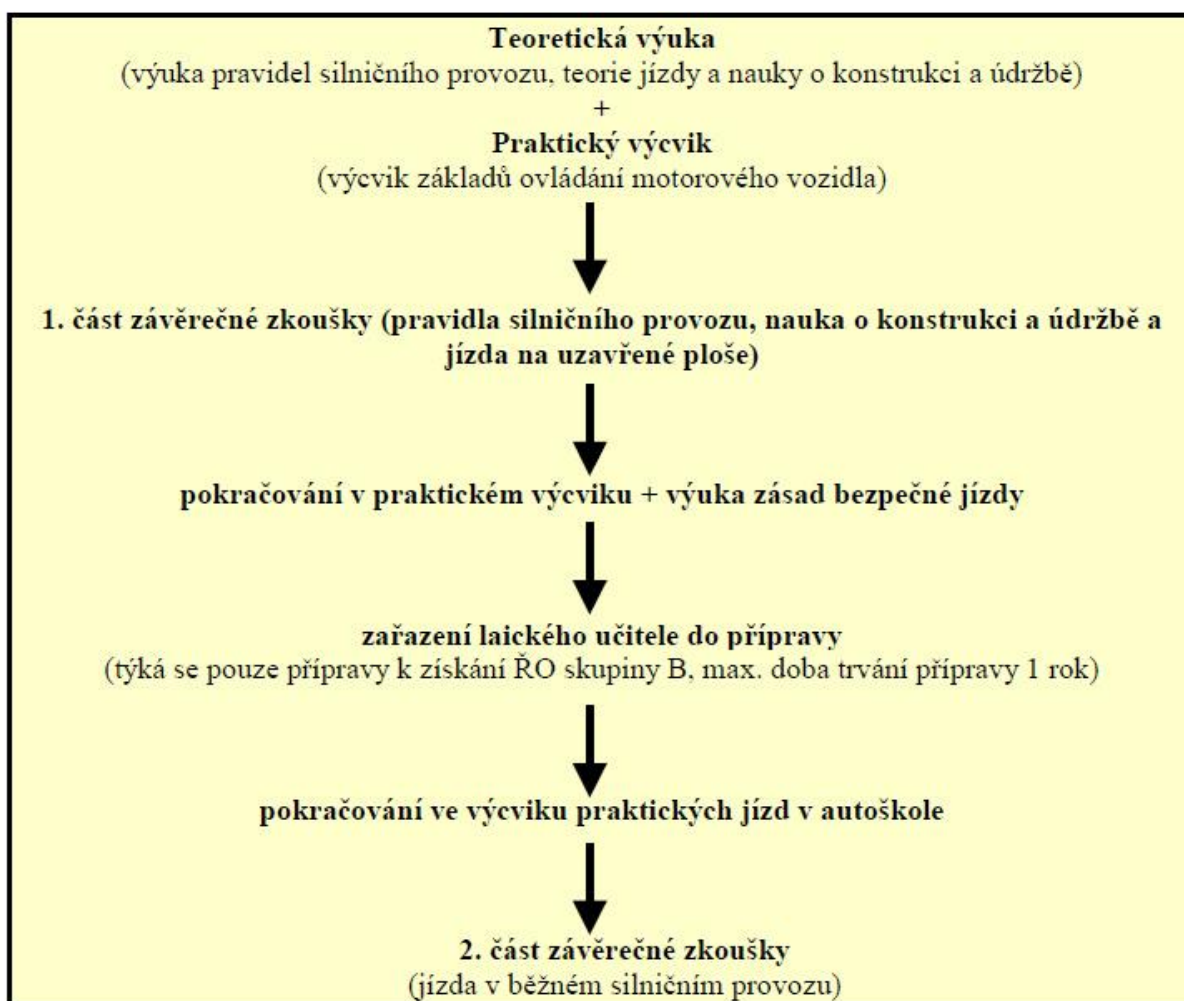 Teoretická výuka
(výuka pravidel silničního provozu, teorie jízdy a nauky o konstrukci a údržbě)
+
Praktický výcvik
(výcvik základů ovládání motorového vozidla)
1. část závěrečné zkoušky (pravidla silničního provozu, nauka o konstrukci a údržbě a
jízda na uzavřené ploše)
pokračování v praktickém výcviku + výuka zásad bezpečné jízdy
zařazení laického učitele do přípravy
(týká se pouze přípravy k získání ŘO skupiny B, max. doba trvání přípravy 1 rok)
pokračování ve výcviku praktických jízd v autoškole
2. část závěrečné zkoušky
(jízda v běžném silničním provozu)